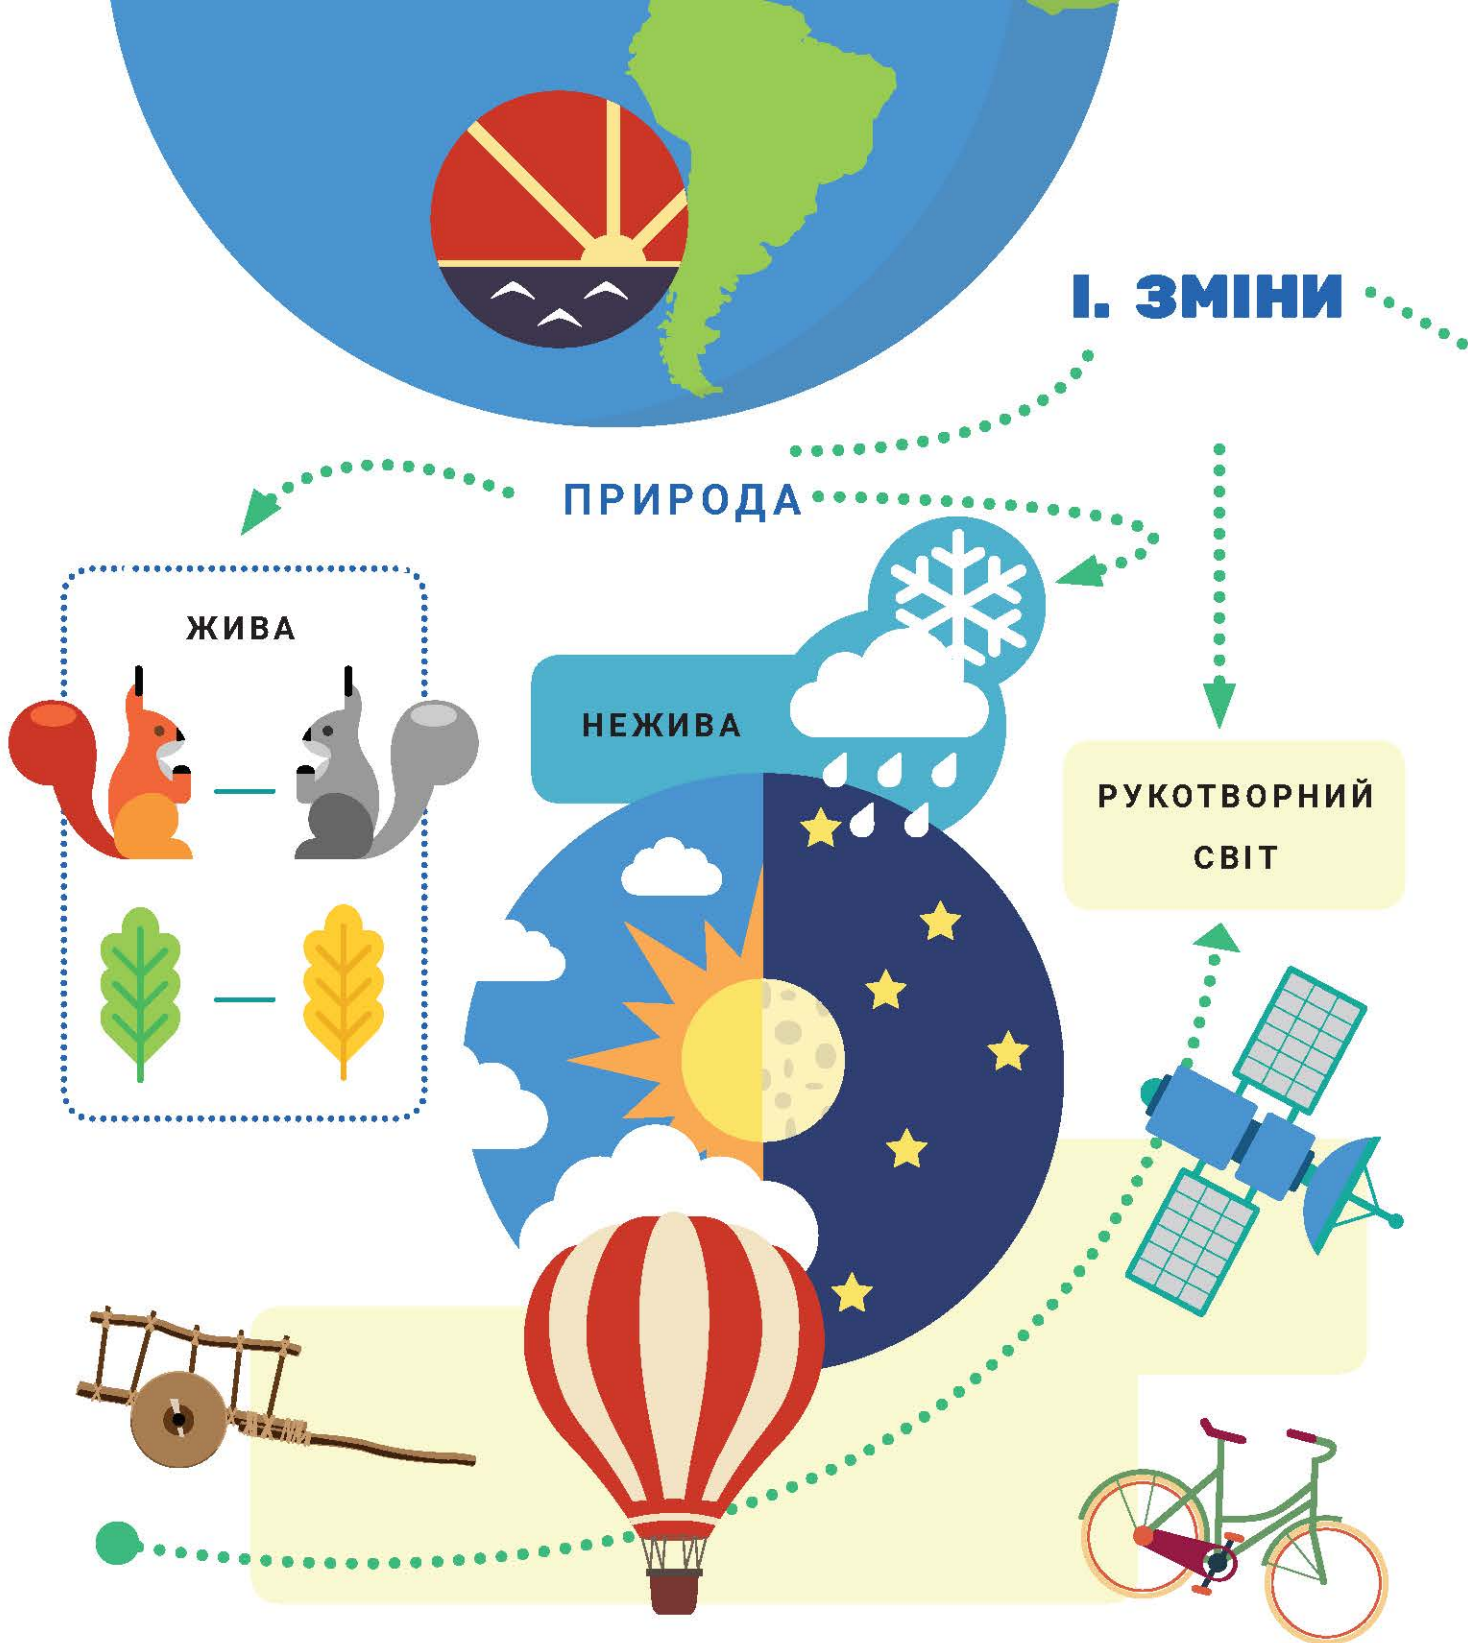 І. ЗМІНИ
ПРИРОДА
ЖИВА
НЕЖИВА
РУКОТВОРНИЙ
СВІТ